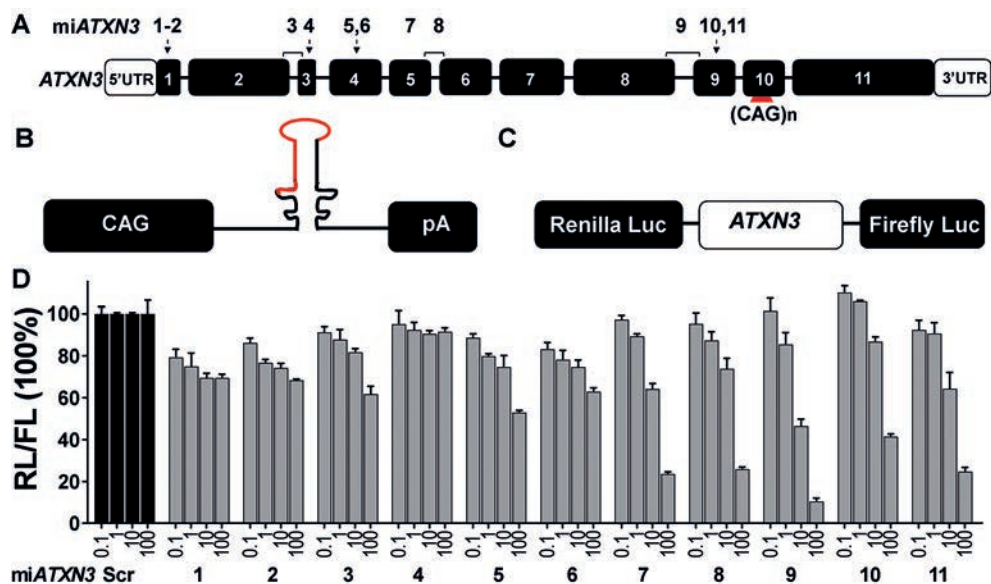 A
miATXN3 1-2 3 4 5,6 7 8 9 10,11
ATXN3 5'UTR 1 2 3 4 5 6 7 8 9 10 11 3'UTR
(CAG)n
B
CAG pA
C
Renilla Luc ATXN3 Firefly Luc
D
RL/FL (100%)
100
80
60
40
20
0
0.1 1 10 100 0.1 1 10 100 0.1 1 10 100 0.1 1 10 100 0.1 1 10 100 0.1 1 10 100 0.1 1 10 100 0.1 1 10 100 0.1 1 10 100 0.1 1 10 100 0.1 1 10 100 0.1 1 10 100
miATXN3 Scr 1 2 3 4 5 6 7 8 9 10 11